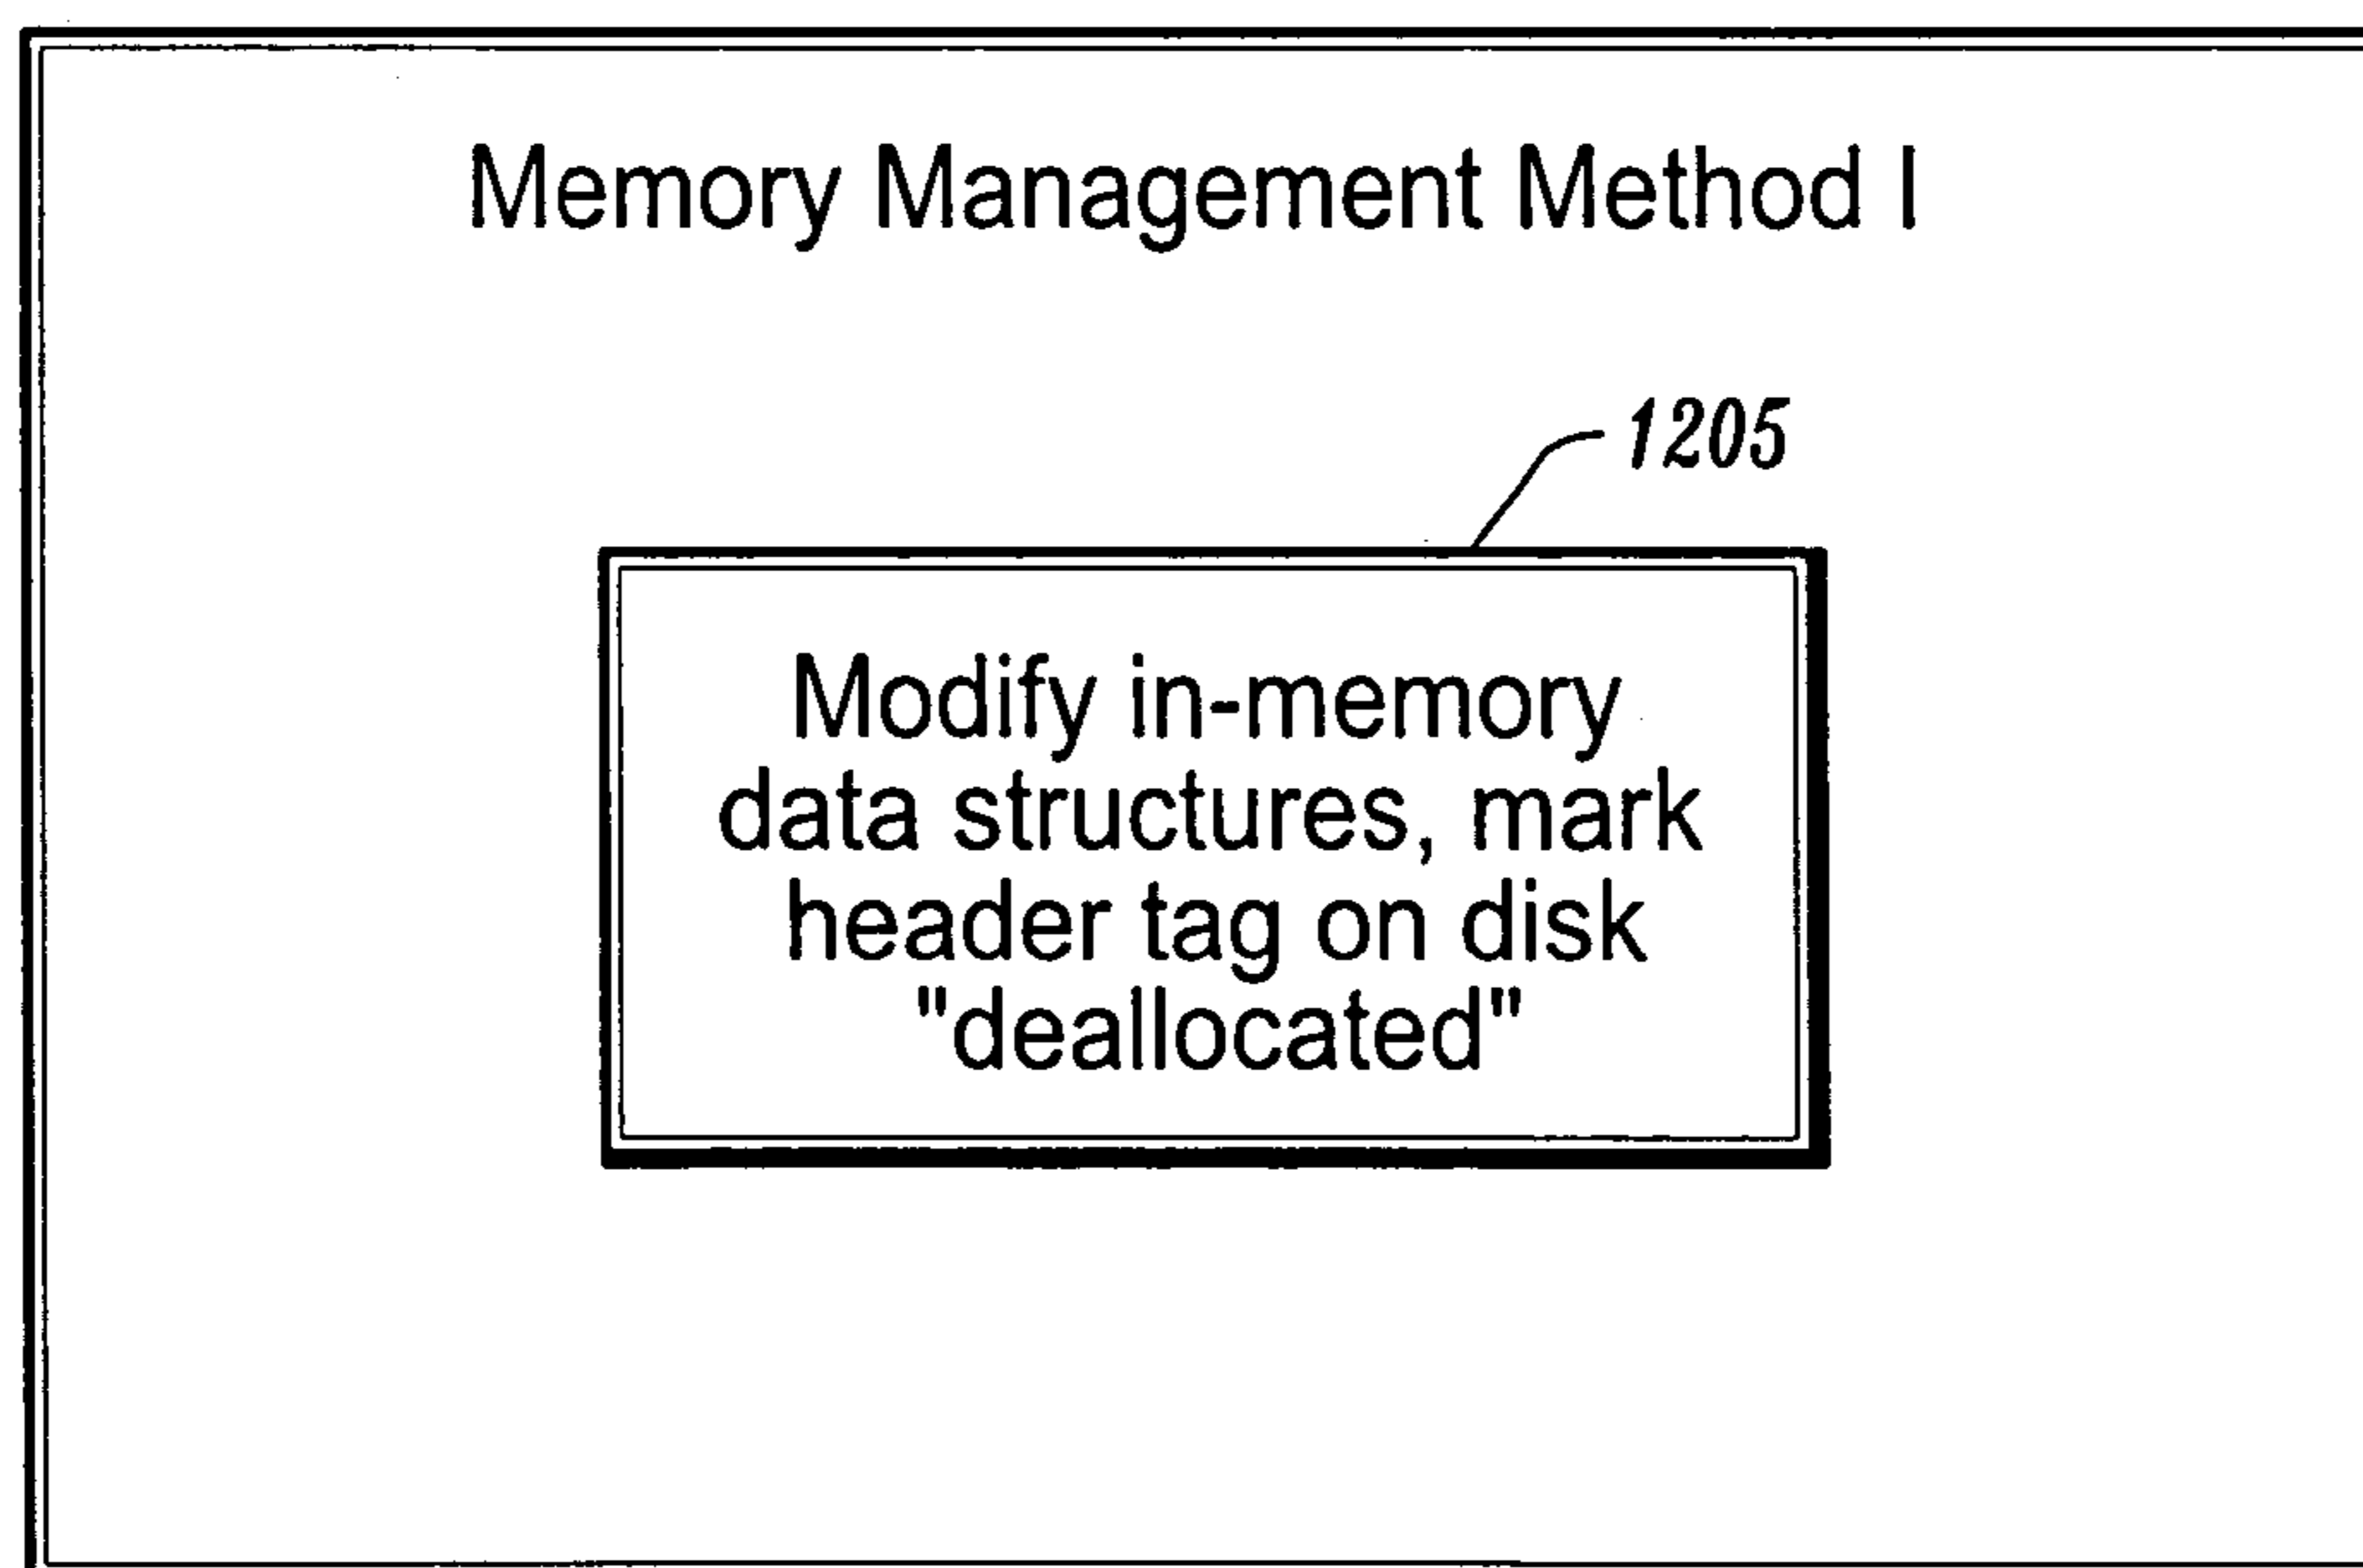 Memory Management Method I
1205
Modify in-memory
data structures, mark
header tag on disk
"deallocated"